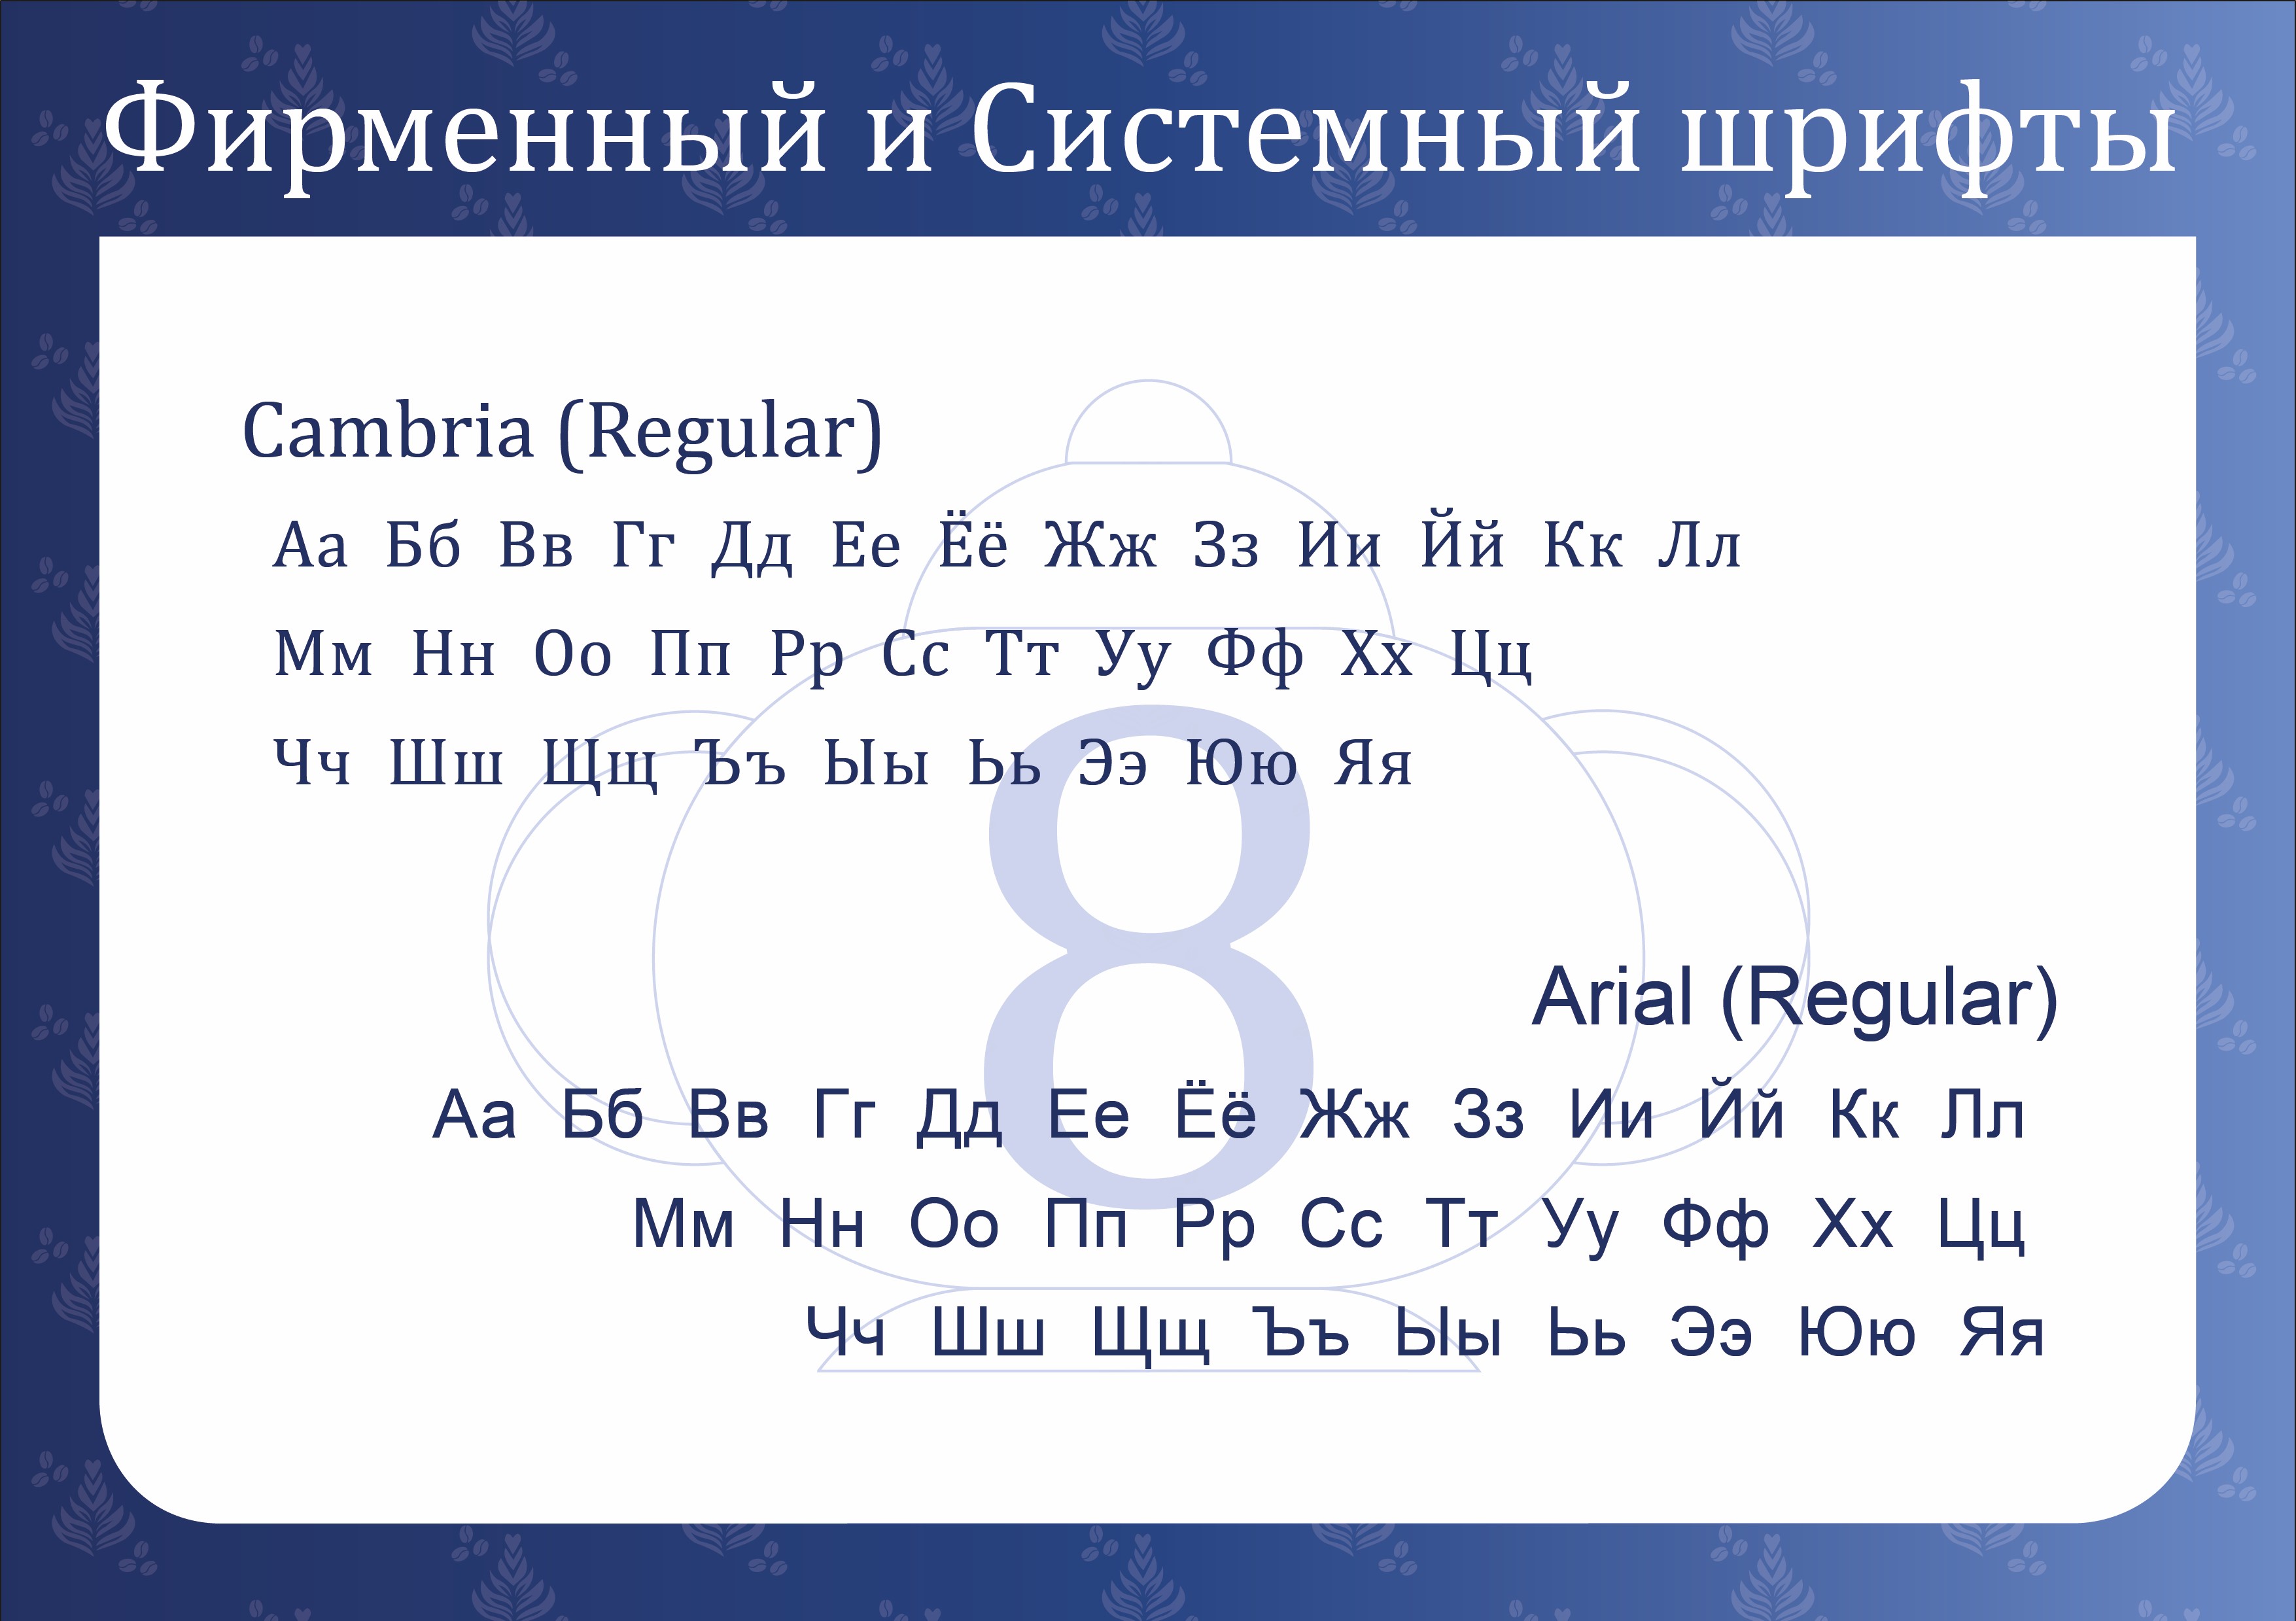 Фирменный и Системный шрифты
Cambria (Regular)
Аа Бб Вв Гг Дд Ее Ёё Жж Зз Ии Йй Кк Лл
Мм Нн Оо Пп Рр Сс Тт Уу Фф Хх Цц
Чч Шш Щщ Ъъ Ыы Ьь Ээ Юю Яя
8
Arial (Regular)
Аа Бб Вв Гг Дд Ее Ёё Жж Зз Ии Йй Кк Лл
Мм Нн Оо Пп Рр Сс Тт Уу Фф Хх Цц
Чч Шш Щщ Ъъ Ыы Ьь Ээ Юю Яя